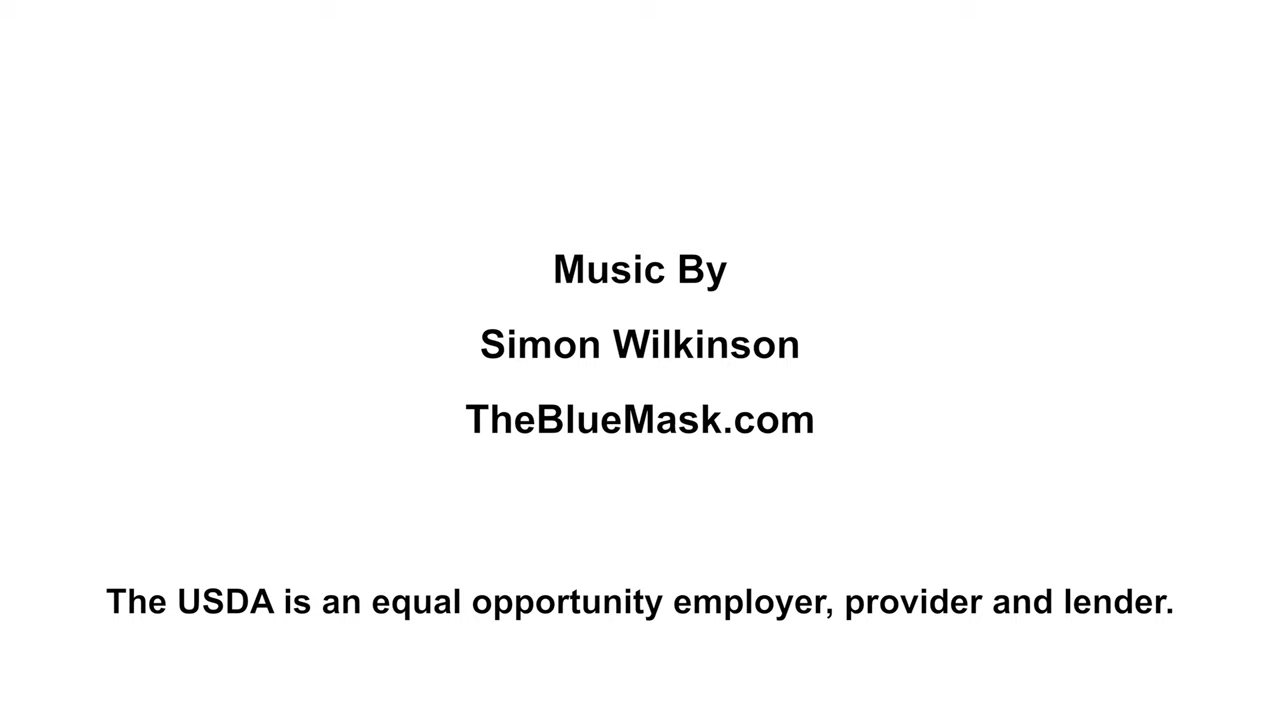 Music By
Simon Wilkinson
TheBlueMask.com
The USDA is an equal opportunity employer, provider and lender.